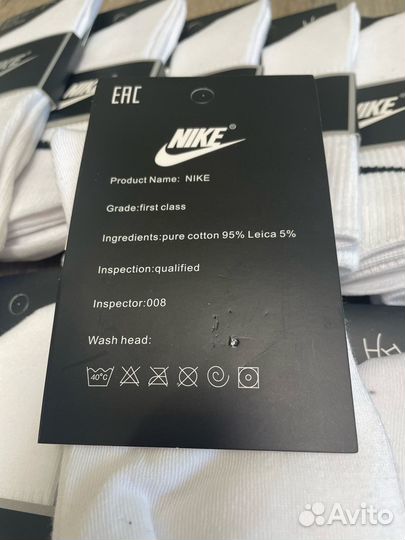 EAC
NIKE®
Product Name: NIKE
Grade:first class
Ingredients:pure cotton 95% Leica 5%
Inspection:qualified
Inspector:008
Wash head:
40°C
NIKE
Avito